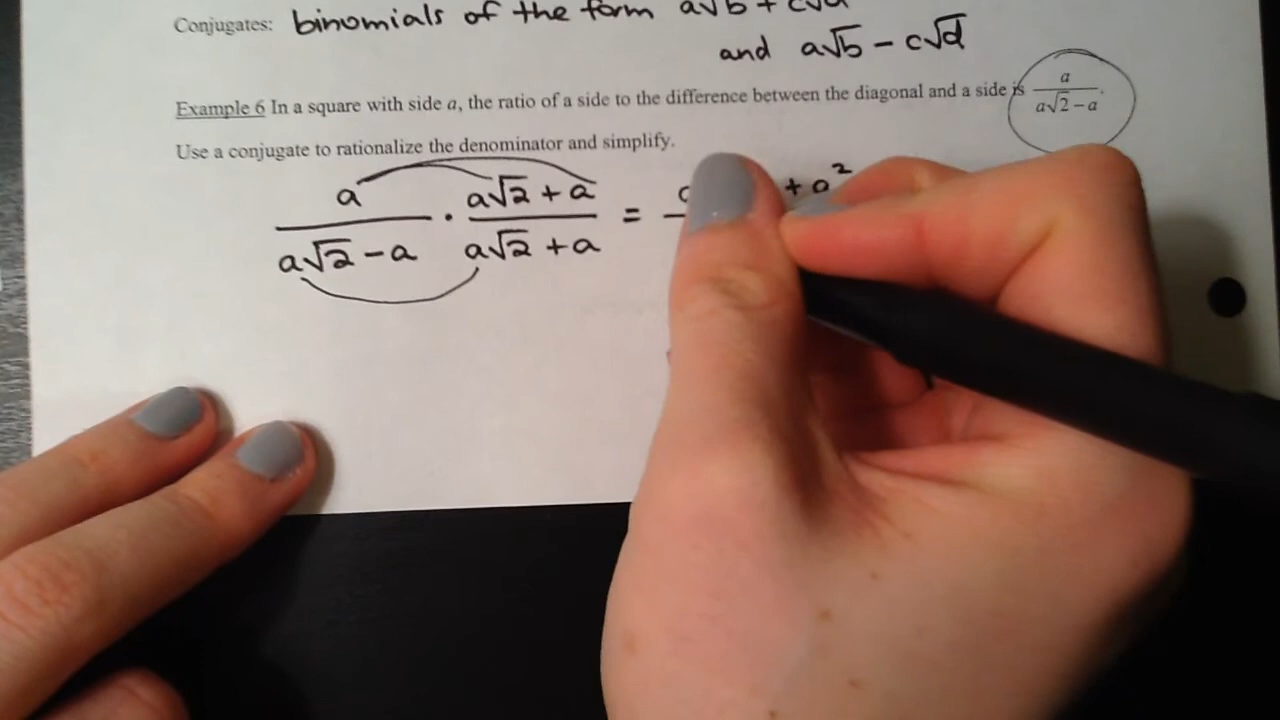 Conjugates: binomials of the form a√b + c√d
and a√b − c√d
Example 6 In a square with side a, the ratio of a side to the difference between the diagonal and a side is a/(a√2 − a).
Use a conjugate to rationalize the denominator and simplify.
a/(a√2 − a) · (a√2 + a)/(a√2 + a) = + a²